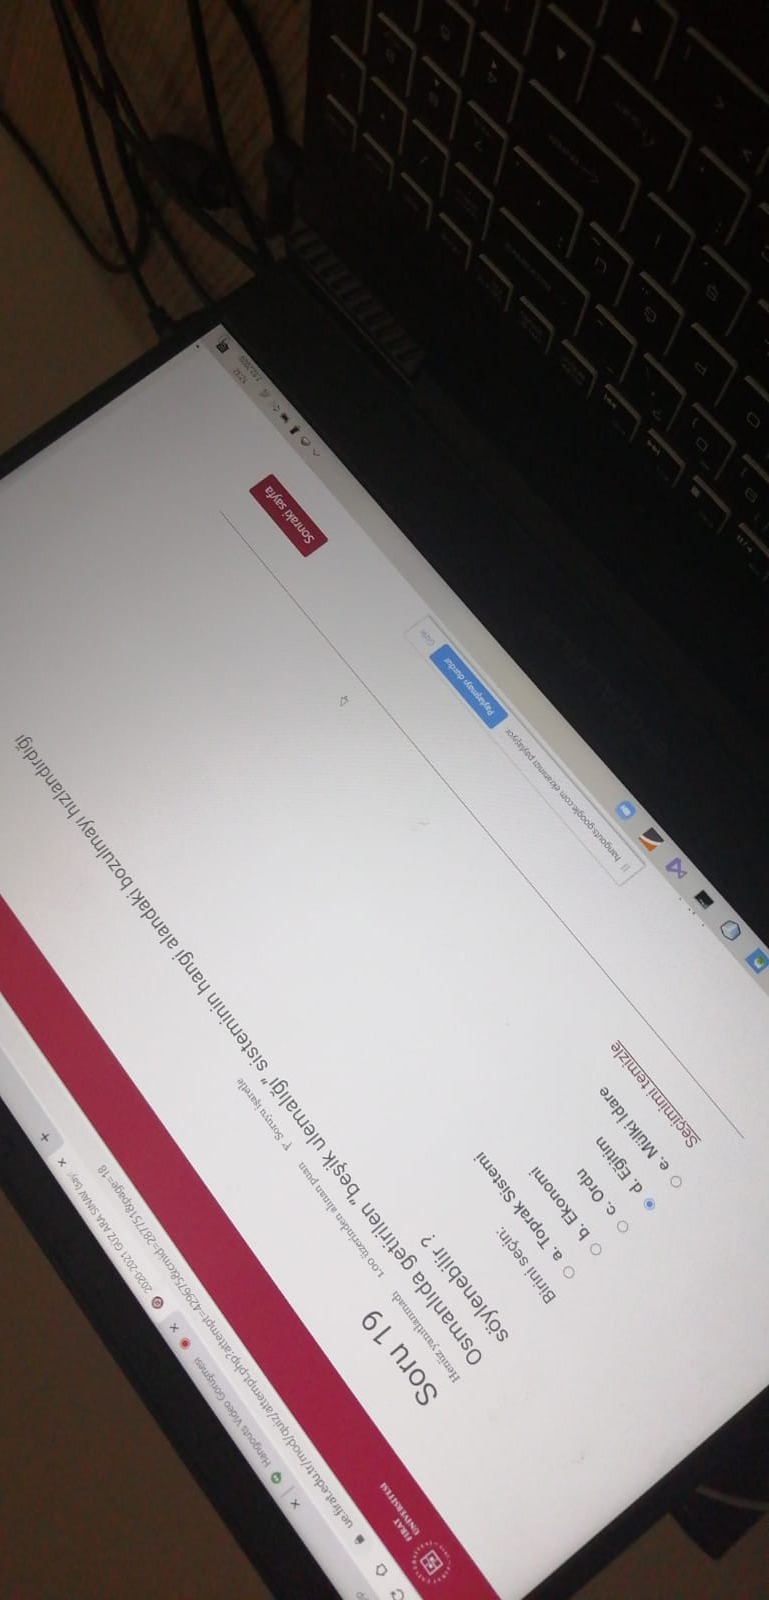 Hangouts Video Görüşmesi
2020-2021 GÜZ ARA SINAV (say
ue.firat.edu.tr/mod/quiz/attempt.php?attempt=429675&cmid=287751&page=18
FIRAT
ÜNİVERSİTESİ
Soru 19
Henüz yanıtlanmadı 1.00 üzerinden alınan puan Soruyu işaretle
Osmanlıda getirilen "beşik ulemalığı" sisteminin hangi alandaki bozulmayı hızlandırdığı
söylenebilir ?
Birini seçin:
a. Toprak Sistemi
b. Ekonomi
c. Ordu
d. Eğitim
e. Mülki İdare
Seçimimi temizle
Sonraki sayfa
hangouts.google.com ekranınızı paylaşıyor.
Paylaşmayı durdur
Gizle
12:32